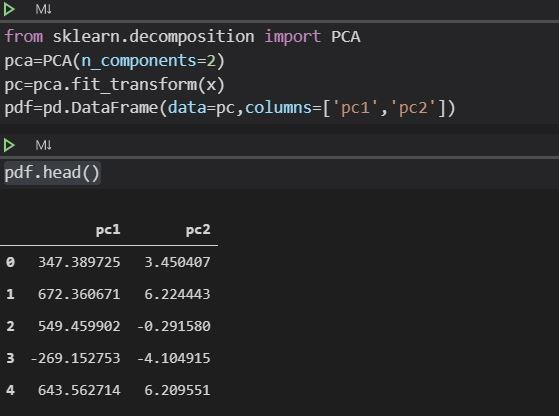 M↓
from sklearn.decomposition import PCA
pca=PCA(n_components=2)
pc=pca.fit_transform(x)
pdf=pd.DataFrame(data=pc,columns=['pc1','pc2'])
M↓
pdf.head()
pc1 pc2
0 347.389725 3.450407
1 672.360671 6.224443
2 549.459902 -0.291580
3 -269.152753 -4.104915
4 643.562714 6.209551